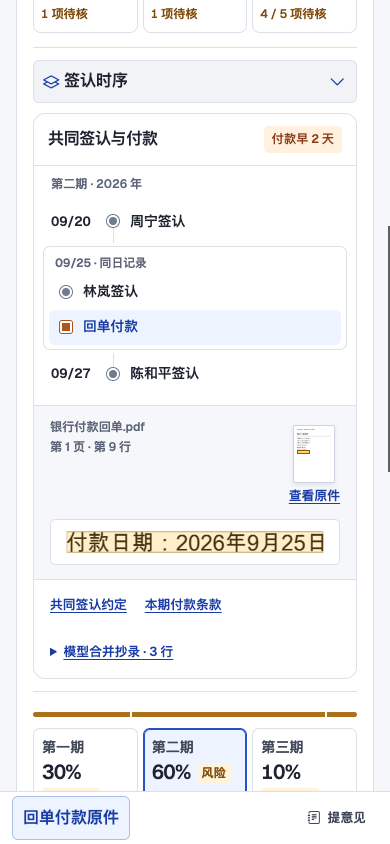 1 项待核
1 项待核
4 / 5 项待核
签认时序
共同签认与付款
付款早 2 天
第二期 · 2026 年
09/20 周宁签认
09/25 · 同日记录
林岚签认
回单付款
09/27 陈和平签认
银行付款回单.pdf
第 1 页 · 第 9 行
查看原件
付款日期：2026年9月25日
共同签认约定 本期付款条款
模型合并抄录 · 3 行
第一期
30%
第二期
60% 风险
第三期
10%
回单付款原件
提意见